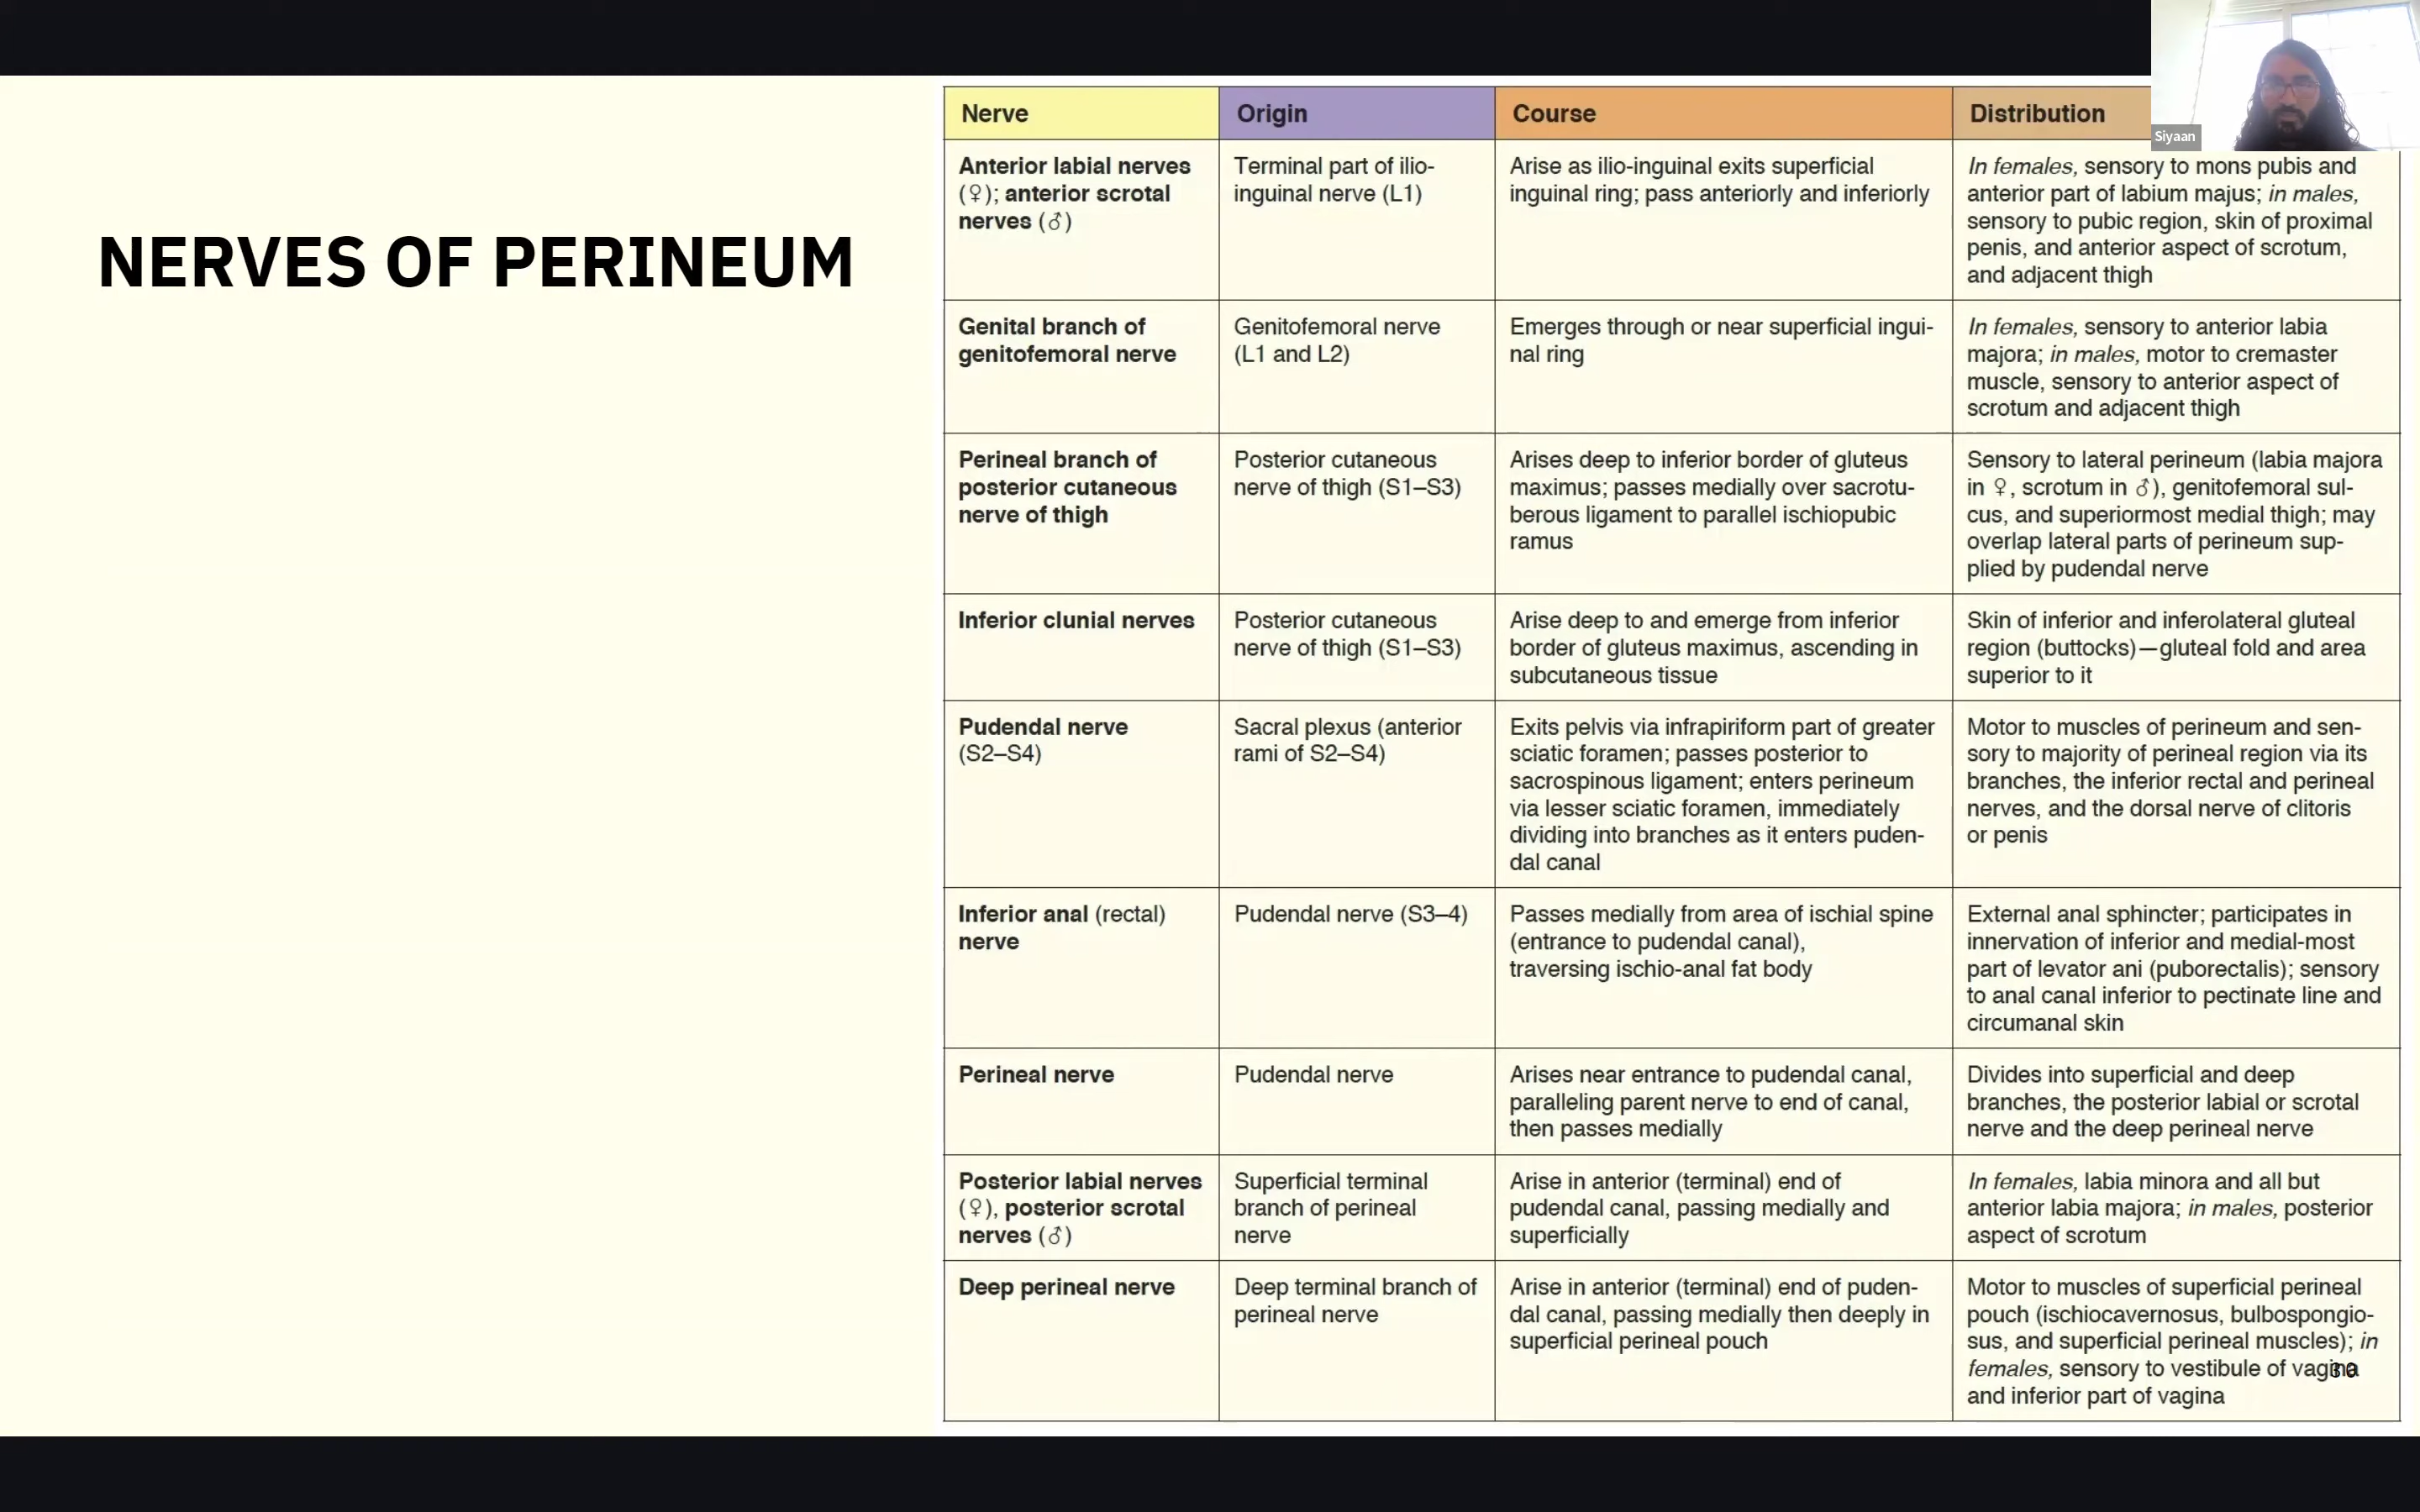 Siyaan
NERVES OF PERINEUM
Nerve
Origin
Course
Distribution
Anterior labial nerves
(♀); anterior scrotal
nerves (♂)
Terminal part of ilio-
inguinal nerve (L1)
Arise as ilio-inguinal exits superficial
inguinal ring; pass anteriorly and inferiorly
In females, sensory to mons pubis and
anterior part of labium majus; in males,
sensory to pubic region, skin of proximal
penis, and anterior aspect of scrotum,
and adjacent thigh
Genital branch of
genitofemoral nerve
Genitofemoral nerve
(L1 and L2)
Emerges through or near superficial ingui-
nal ring
In females, sensory to anterior labia
majora; in males, motor to cremaster
muscle, sensory to anterior aspect of
scrotum and adjacent thigh
Perineal branch of
posterior cutaneous
nerve of thigh
Posterior cutaneous
nerve of thigh (S1–S3)
Arises deep to inferior border of gluteus
maximus; passes medially over sacrotu-
berous ligament to parallel ischiopubic
ramus
Sensory to lateral perineum (labia majora
in ♀, scrotum in ♂), genitofemoral sul-
cus, and superiormost medial thigh; may
overlap lateral parts of perineum sup-
plied by pudendal nerve
Inferior clunial nerves
Posterior cutaneous
nerve of thigh (S1–S3)
Arise deep to and emerge from inferior
border of gluteus maximus, ascending in
subcutaneous tissue
Skin of inferior and inferolateral gluteal
region (buttocks)—gluteal fold and area
superior to it
Pudendal nerve
(S2–S4)
Sacral plexus (anterior
rami of S2–S4)
Exits pelvis via infrapiriform part of greater
sciatic foramen; passes posterior to
sacrospinous ligament; enters perineum
via lesser sciatic foramen, immediately
dividing into branches as it enters puden-
dal canal
Motor to muscles of perineum and sen-
sory to majority of perineal region via its
branches, the inferior rectal and perineal
nerves, and the dorsal nerve of clitoris
or penis
Inferior anal (rectal)
nerve
Pudendal nerve (S3–4)
Passes medially from area of ischial spine
(entrance to pudendal canal),
traversing ischio-anal fat body
External anal sphincter; participates in
innervation of inferior and medial-most
part of levator ani (puborectalis); sensory
to anal canal inferior to pectinate line and
circumanal skin
Perineal nerve
Pudendal nerve
Arises near entrance to pudendal canal,
paralleling parent nerve to end of canal,
then passes medially
Divides into superficial and deep
branches, the posterior labial or scrotal
nerve and the deep perineal nerve
Posterior labial nerves
(♀), posterior scrotal
nerves (♂)
Superficial terminal
branch of perineal
nerve
Arise in anterior (terminal) end of
pudendal canal, passing medially and
superficially
In females, labia minora and all but
anterior labia majora; in males, posterior
aspect of scrotum
Deep perineal nerve
Deep terminal branch of
perineal nerve
Arise in anterior (terminal) end of puden-
dal canal, passing medially then deeply in
superficial perineal pouch
Motor to muscles of superficial perineal
pouch (ischiocavernosus, bulbospongio-
sus, and superficial perineal muscles); in
females, sensory to vestibule of vagina
and inferior part of vagina
30